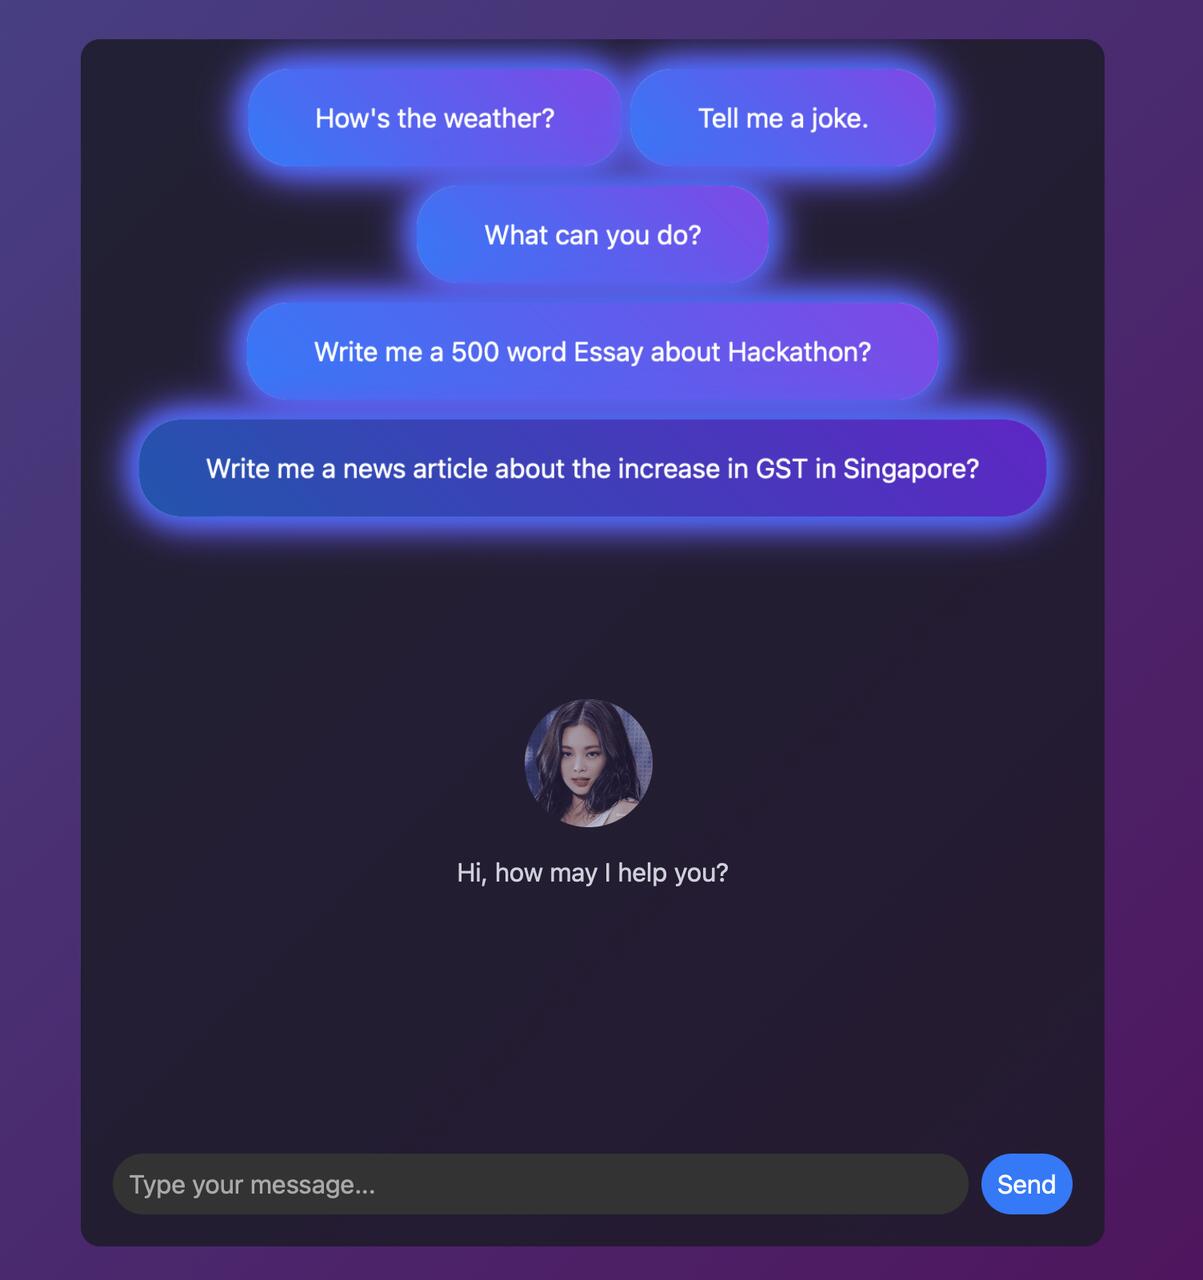 How's the weather?
Tell me a joke.
What can you do?
Write me a 500 word Essay about Hackathon?
Write me a news article about the increase in GST in Singapore?
Hi, how may I help you?
Type your message...
Send